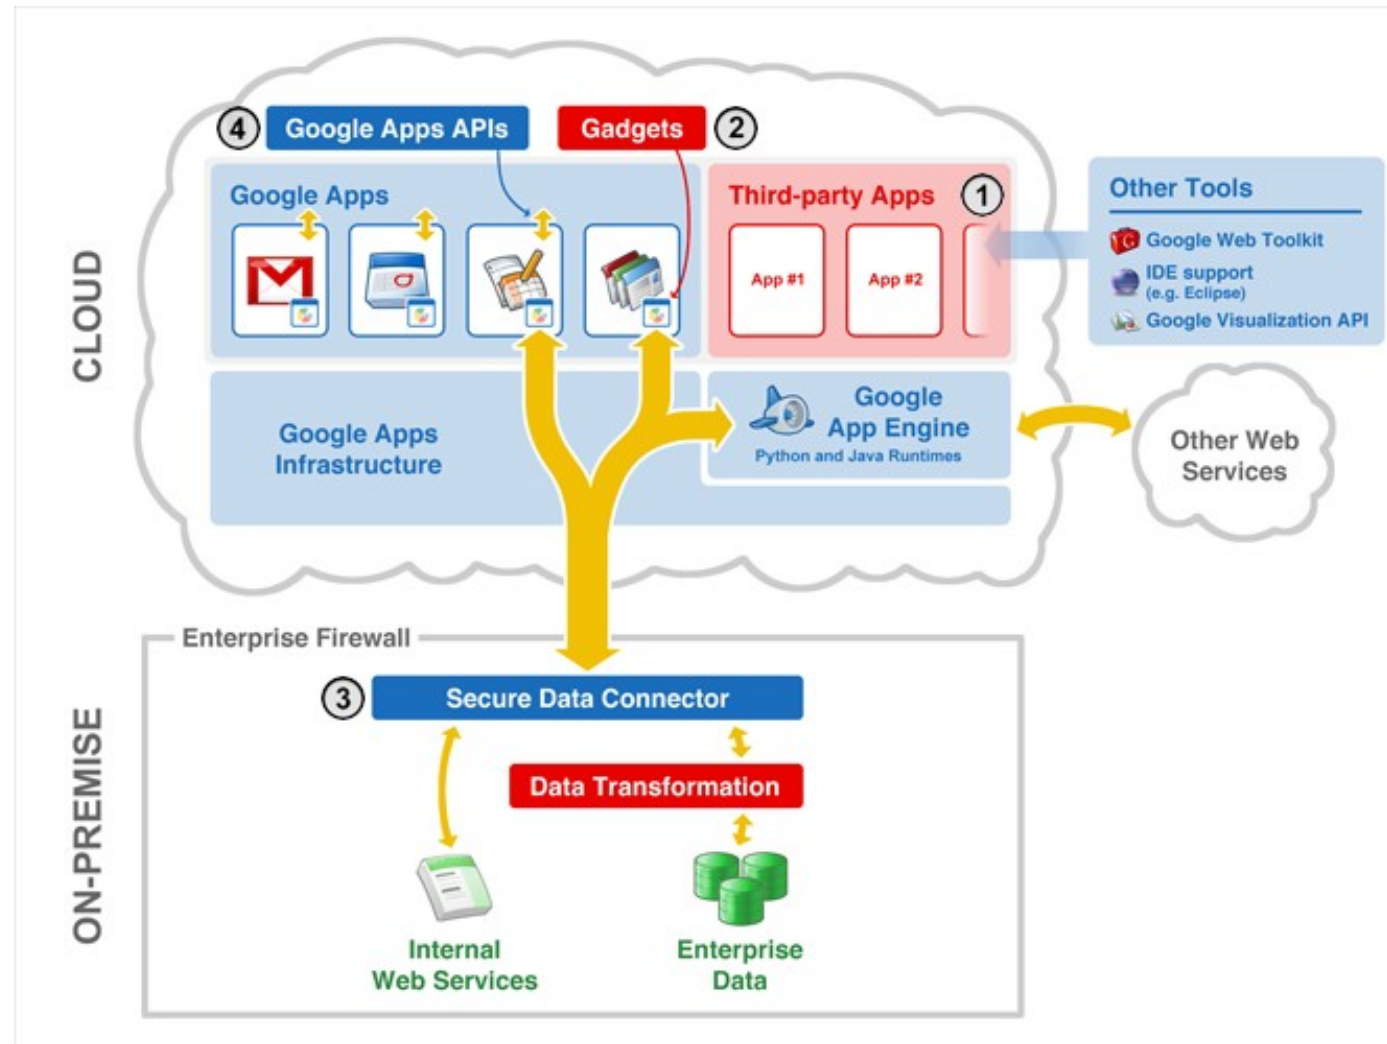 CLOUD
4
Google Apps APIs
Gadgets
2
Google Apps
Third-party Apps
1
App #1
App #2
Other Tools
Google Web Toolkit
IDE support
(e.g. Eclipse)
Google Visualization API
Google Apps
Infrastructure
Google
App Engine
Python and Java Runtimes
Other Web
Services
ON-PREMISE
Enterprise Firewall
3
Secure Data Connector
Data Transformation
Internal
Web Services
Enterprise
Data